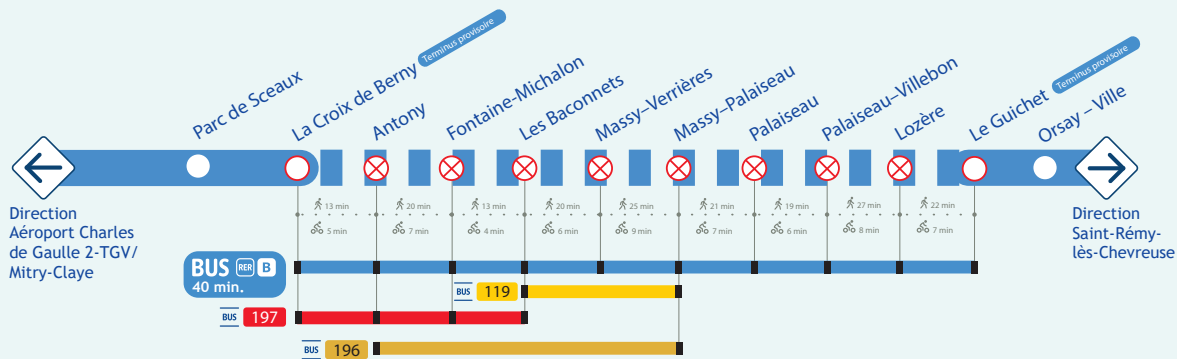 Parc de Sceaux
La Croix de Berny
Terminus provisoire
Antony
Fontaine-Michalon
Les Baconnets
Massy–Verrières
Massy–Palaiseau
Palaiseau
Palaiseau–Villebon
Lozère
Le Guichet
Terminus provisoire
Orsay – Ville
Direction
Aéroport Charles
de Gaulle 2-TGV/
Mitry-Claye
13 min
20 min
13 min
20 min
25 min
21 min
19 min
27 min
22 min
5 min
7 min
4 min
6 min
9 min
7 min
6 min
8 min
7 min
Direction
Saint-Rémy-
lès-Chevreuse
BUS RER B
40 min.
BUS 119
BUS 197
BUS 196